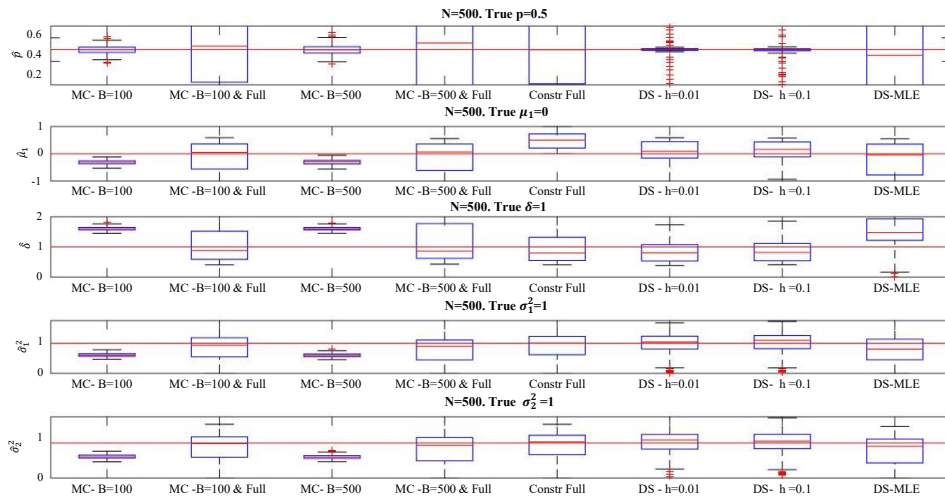 N=500. True p=0.5
p̂
0.6
0.4
0.2
MC- B=100
MC -B=100 & Full
MC- B=500
MC -B=500 & Full
Constr Full
DS - h=0.01
DS- h =0.1
DS-MLE
N=500. True μ₁=0
μ̂₁
1
0
-1
MC- B=100
MC -B=100 & Full
MC- B=500
MC -B=500 & Full
Constr Full
DS - h=0.01
DS- h =0.1
DS-MLE
N=500. True δ=1
δ̂
2
1
0
MC- B=100
MC -B=100 & Full
MC- B=500
MC -B=500 & Full
Constr Full
DS - h=0.01
DS- h =0.1
DS-MLE
N=500. True σ₁²=1
σ̂₁²
1
0
MC- B=100
MC -B=100 & Full
MC- B=500
MC -B=500 & Full
Constr Full
DS - h=0.01
DS- h =0.1
DS-MLE
N=500. True σ₂²=1
σ̂₂²
1
0
MC- B=100
MC -B=100 & Full
MC- B=500
MC -B=500 & Full
Constr Full
DS - h=0.01
DS- h =0.1
DS-MLE